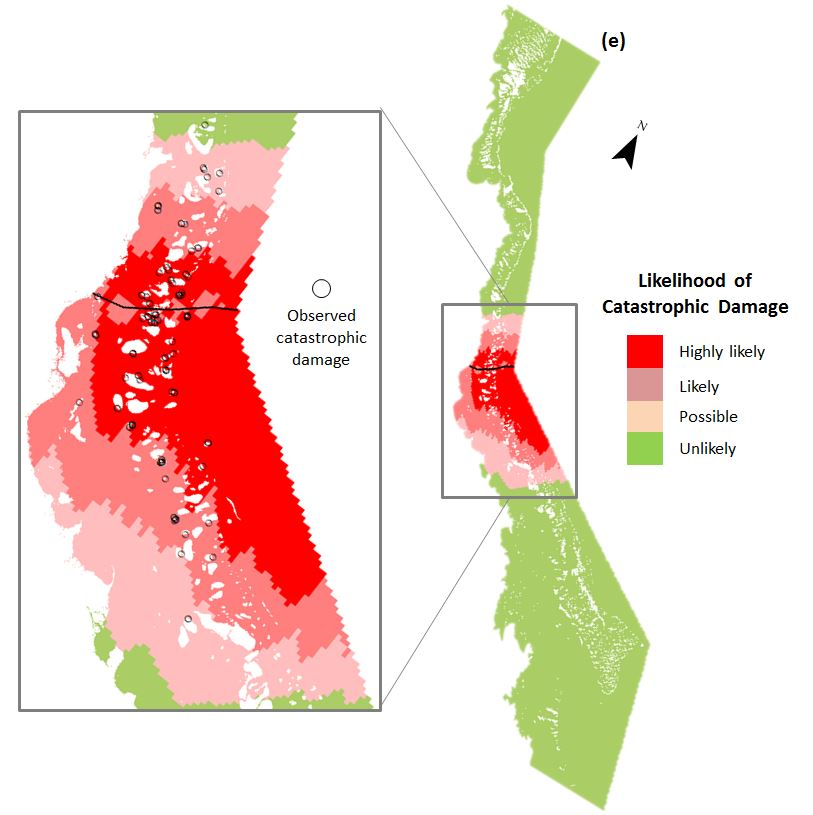 (e)
N
Observed
catastrophic
damage
Likelihood of
Catastrophic Damage
Highly likely
Likely
Possible
Unlikely